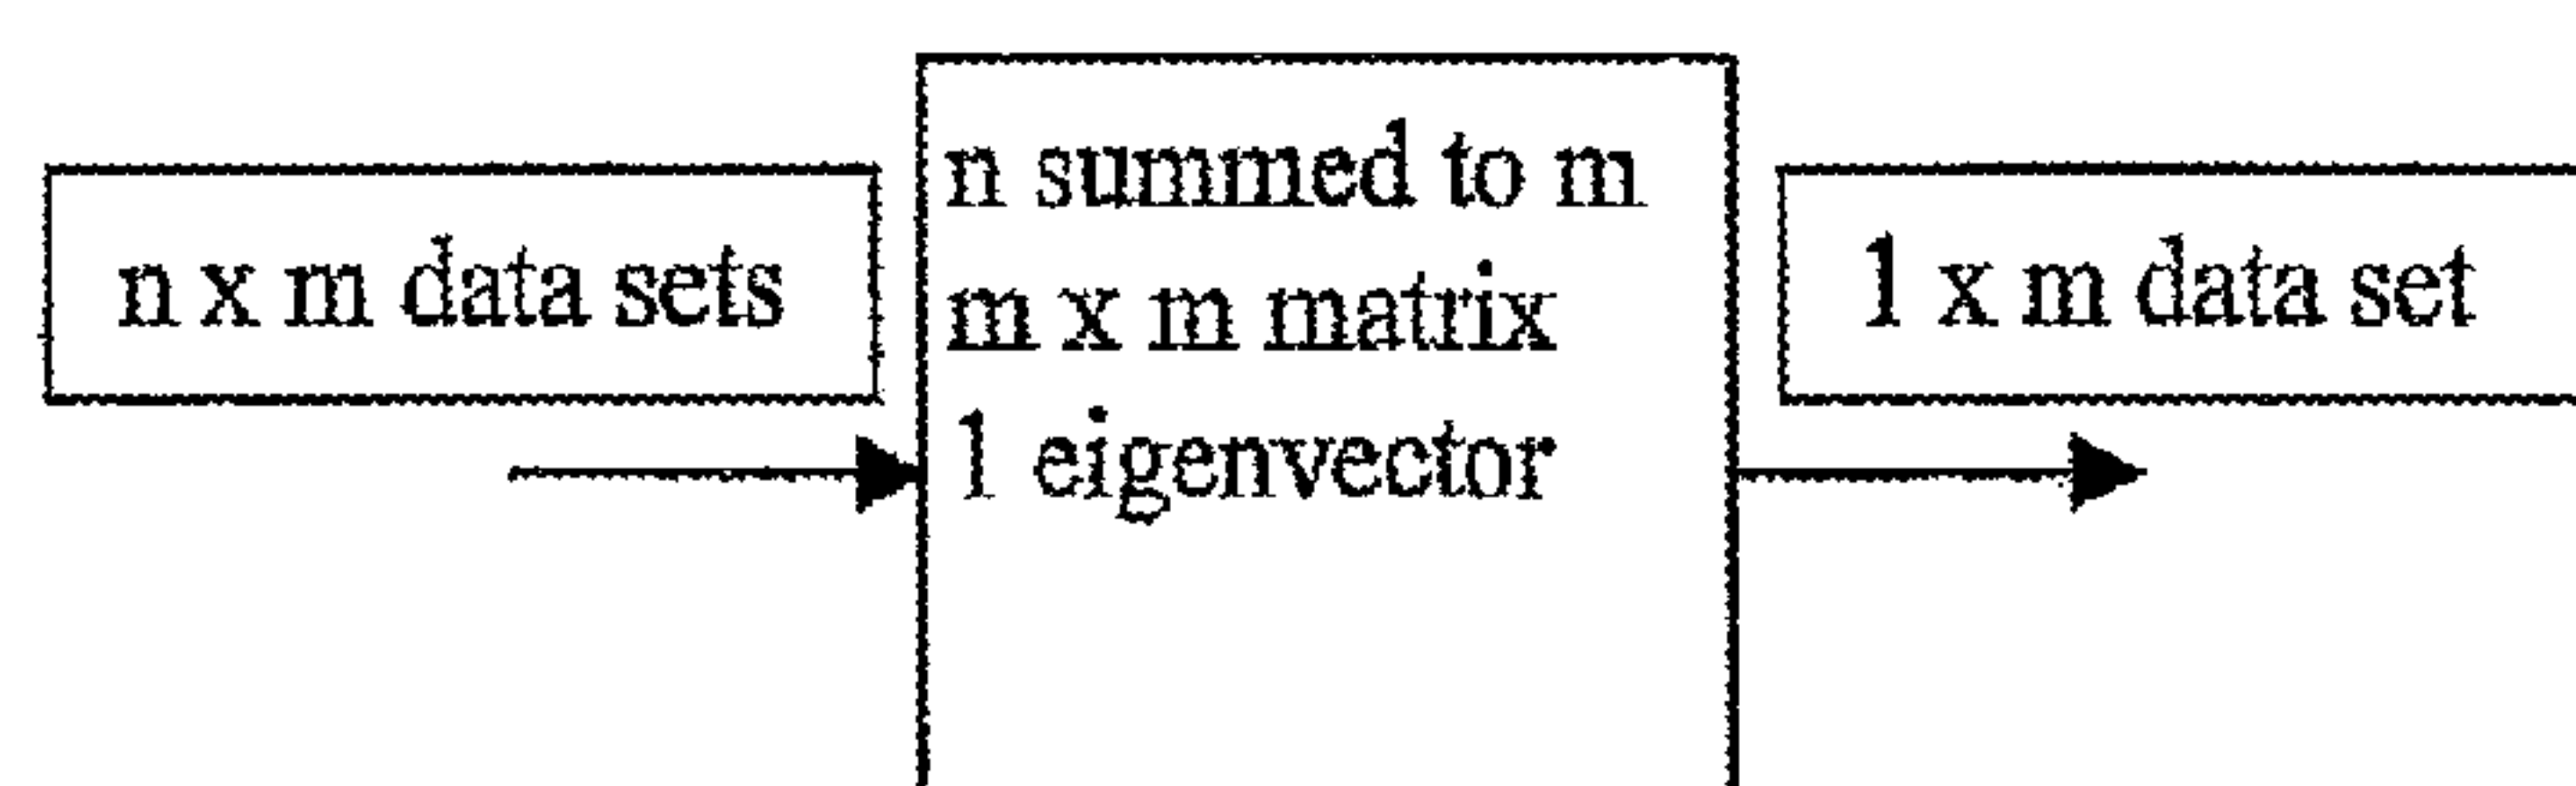 n x m data sets
n summed to m
m x m matrix
1 eigenvector
1 x m data set